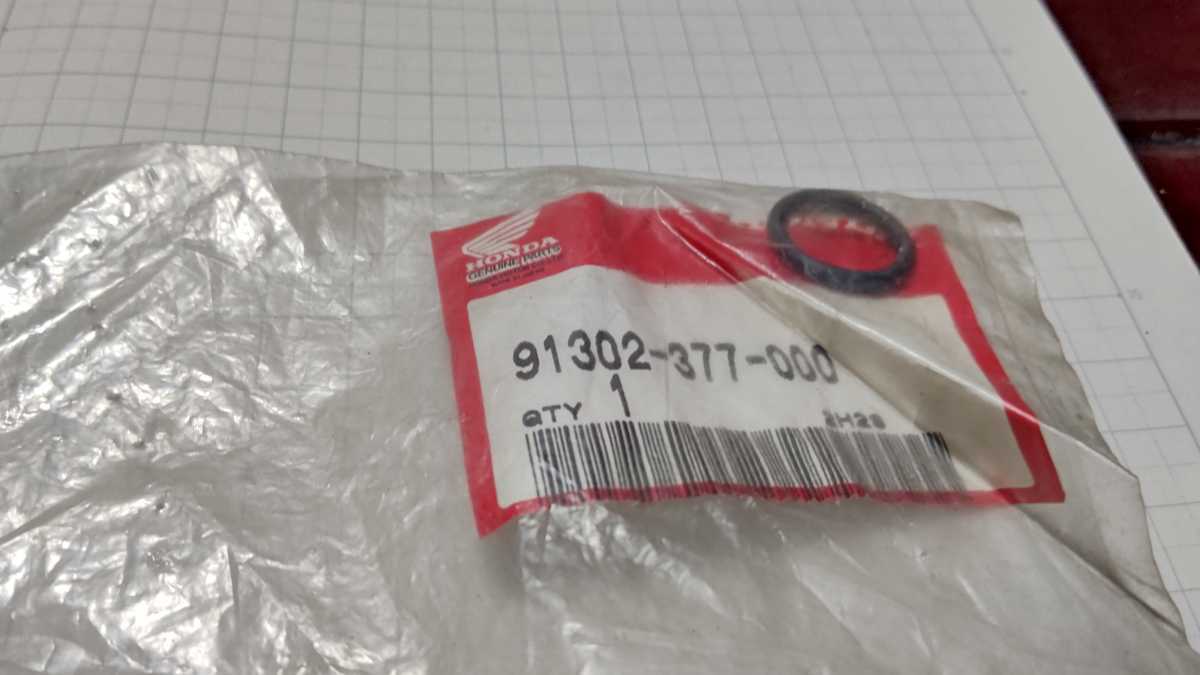 HONDA
GENUINE PARTS
91302-377-000
QTY 1
2H28